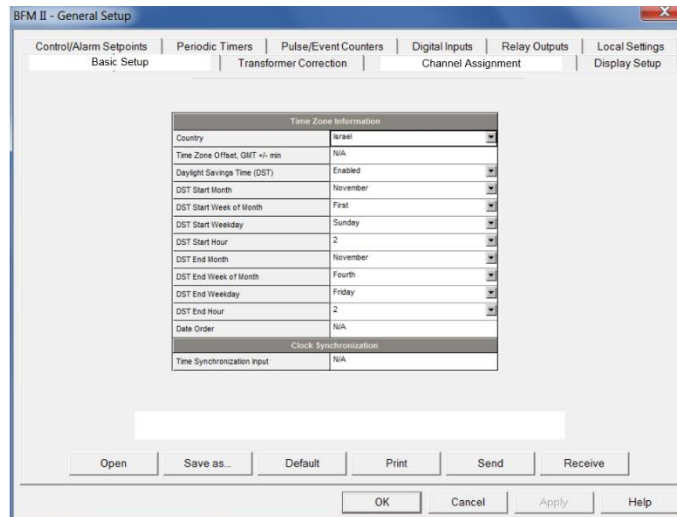 BFM II - General Setup
Control/Alarm Setpoints Periodic Timers Pulse/Event Counters Digital Inputs Relay Outputs Local Settings
Basic Setup Transformer Correction Channel Assignment Display Setup
Time Zone Information
Country Israel
Time Zone Offset, GMT +/- min N/A
Daylight Savings Time (DST) Enabled
DST Start Month November
DST Start Week of Month First
DST Start Weekday Sunday
DST Start Hour 2
DST End Month November
DST End Week of Month Fourth
DST End Weekday Friday
DST End Hour 2
Date Order N/A
Clock Synchronization
Time Synchronization Input N/A
Open Save as... Default Print Send Receive
OK Cancel Apply Help